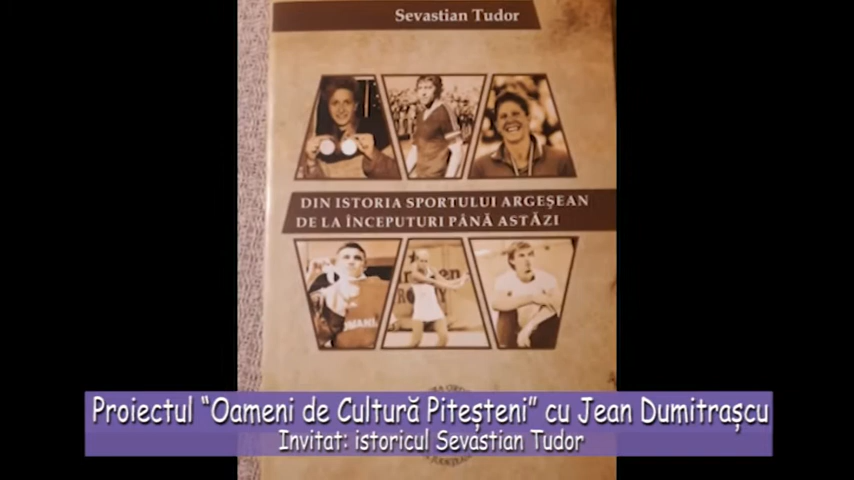 Sevastian Tudor
DIN ISTORIA SPORTULUI ARGEȘEAN
DE LA ÎNCEPUTURI PÂNĂ ASTĂZI
Proiectul “Oameni de Cultură Piteșteni” cu Jean Dumitrașcu
Invitat: istoricul Sevastian Tudor